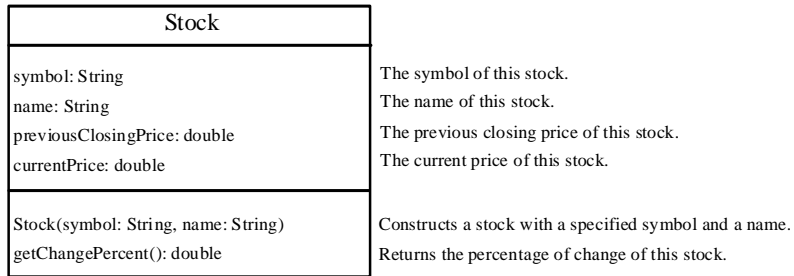 Stock
symbol: String The symbol of this stock.
name: String The name of this stock.
previousClosingPrice: double The previous closing price of this stock.
currentPrice: double The current price of this stock.
Stock(symbol: String, name: String) Constructs a stock with a specified symbol and a name.
getChangePercent(): double Returns the percentage of change of this stock.